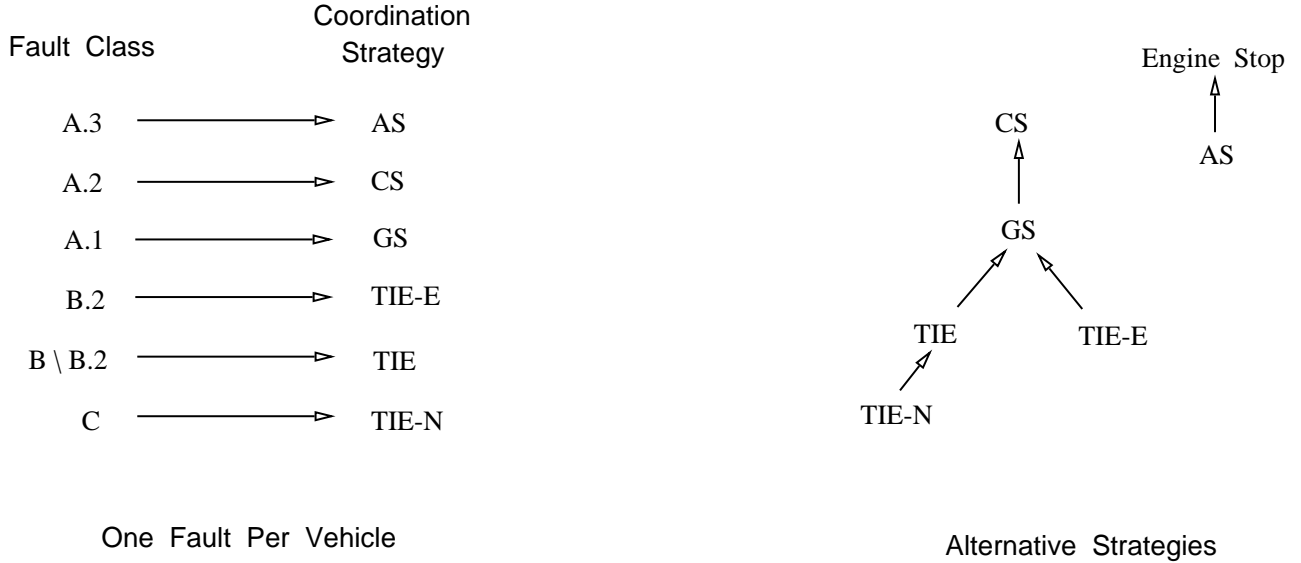 Coordination
Fault Class
Strategy
A.3 AS
A.2 CS
A.1 GS
B.2 TIE-E
B \ B.2 TIE
C TIE-N
One Fault Per Vehicle
Engine Stop
CS
AS
GS
TIE
TIE-E
TIE-N
Alternative Strategies